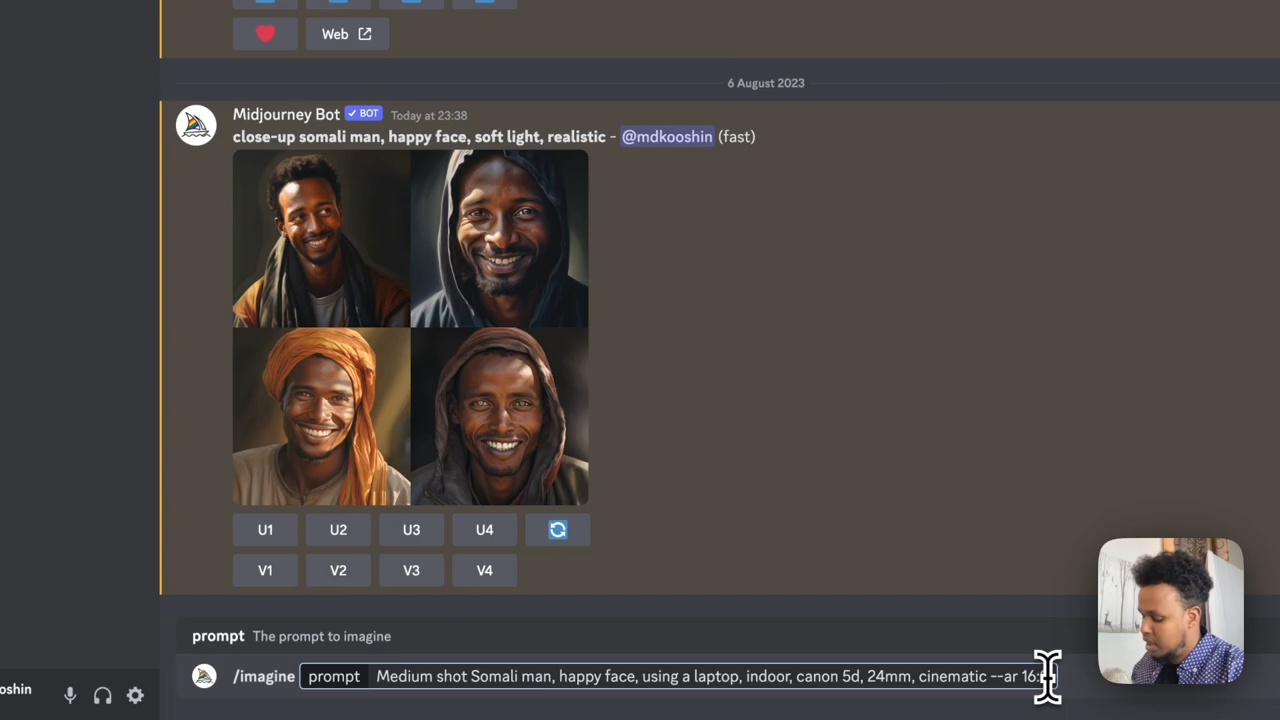 Web
6 August 2023
Midjourney Bot ✓ BOT Today at 23:38
close-up somali man, happy face, soft light, realistic - @mdkooshin (fast)
U1 U2 U3 U4
V1 V2 V3 V4
prompt The prompt to imagine
/imagine prompt Medium shot Somali man, happy face, using a laptop, indoor, canon 5d, 24mm, cinematic --ar 16:
oshin